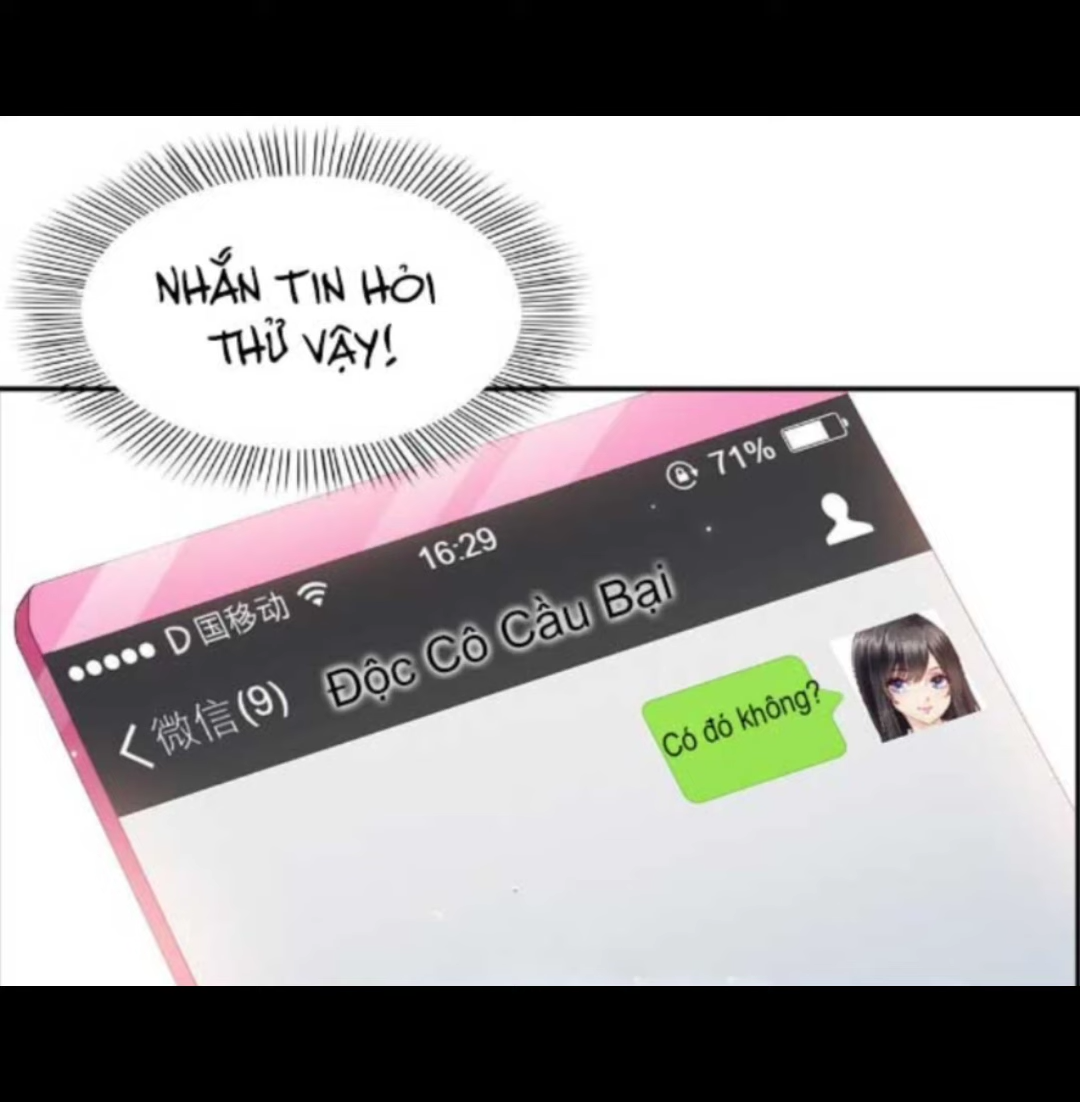 NHẮN TIN HỎI
THỬ VẬY!
71%
16:29
D国移动
微信(9)
Độc Cô Cầu Bại
Có đó không?